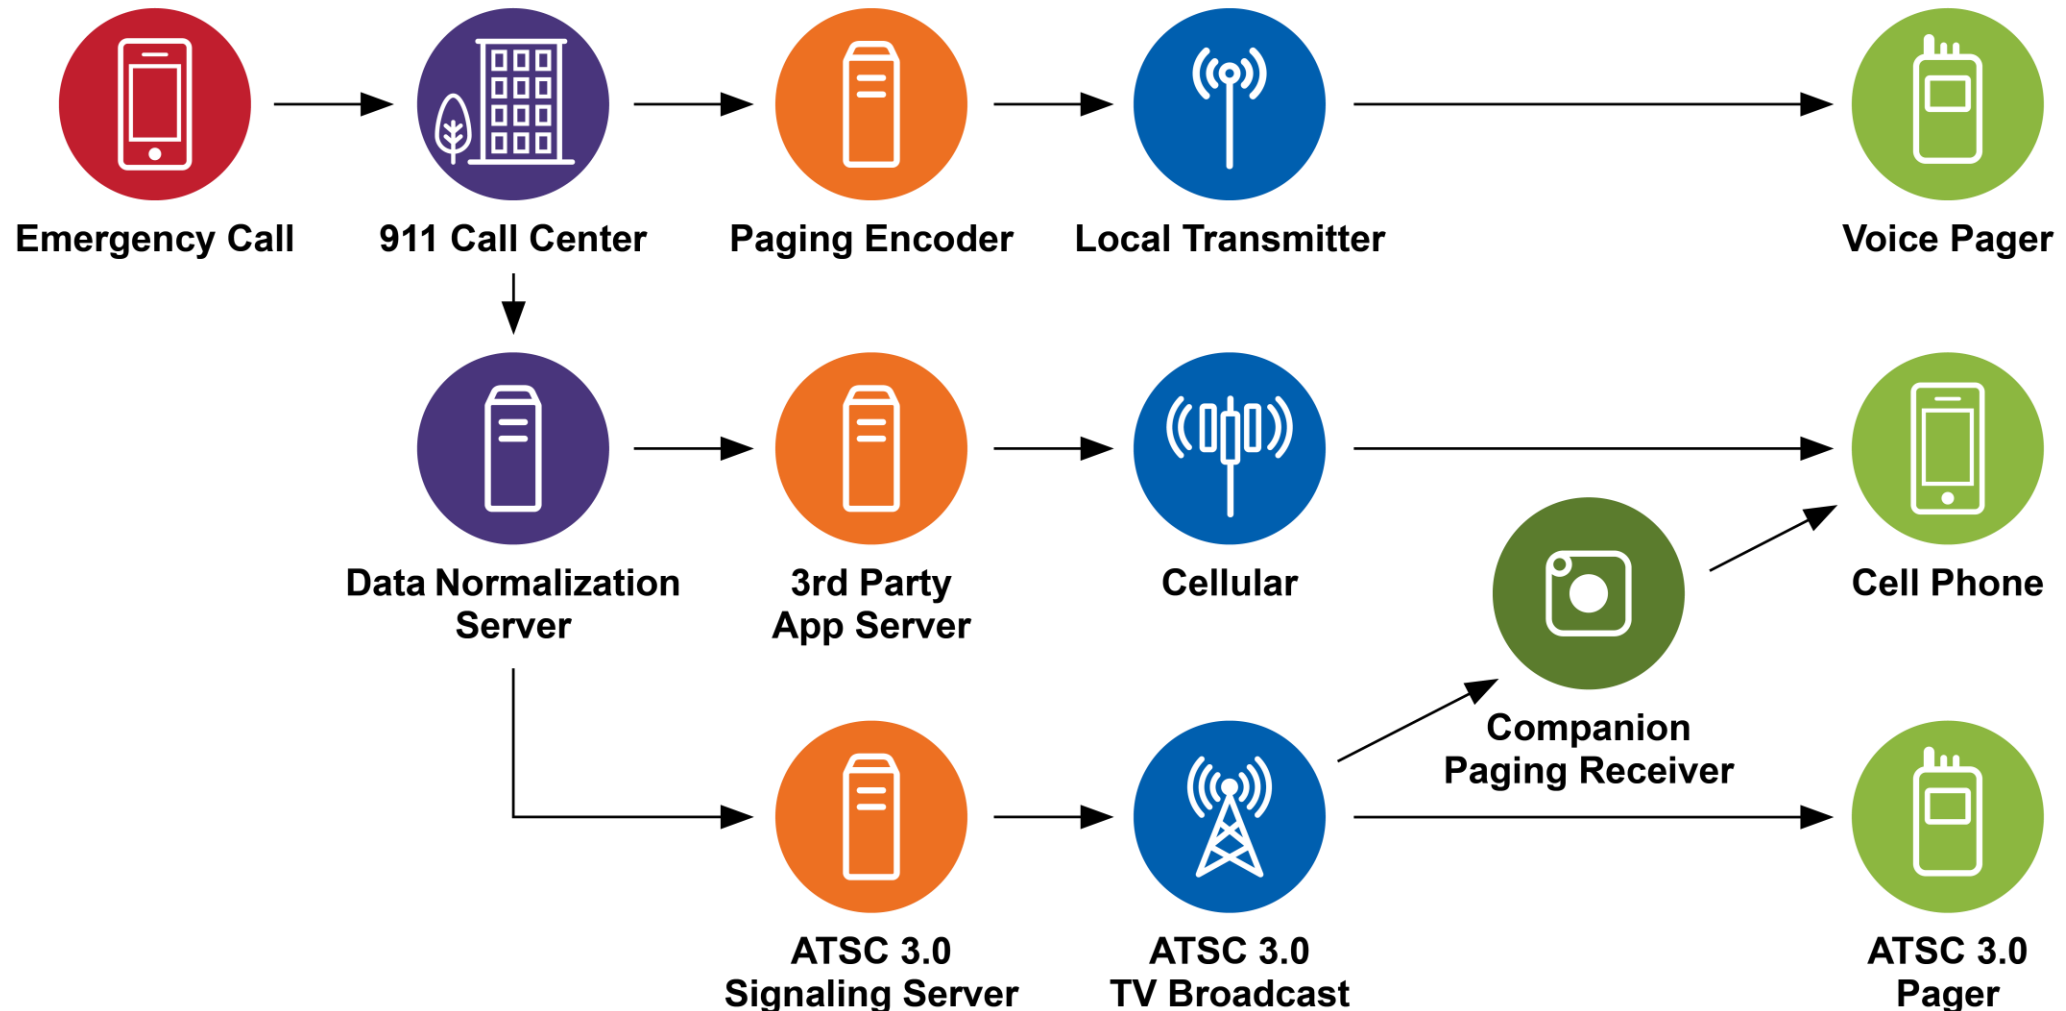 Emergency Call
911 Call Center
Paging Encoder
Local Transmitter
Voice Pager
Data Normalization
Server
3rd Party
App Server
Cellular
Cell Phone
Companion
Paging Receiver
ATSC 3.0
Signaling Server
ATSC 3.0
TV Broadcast
ATSC 3.0
Pager